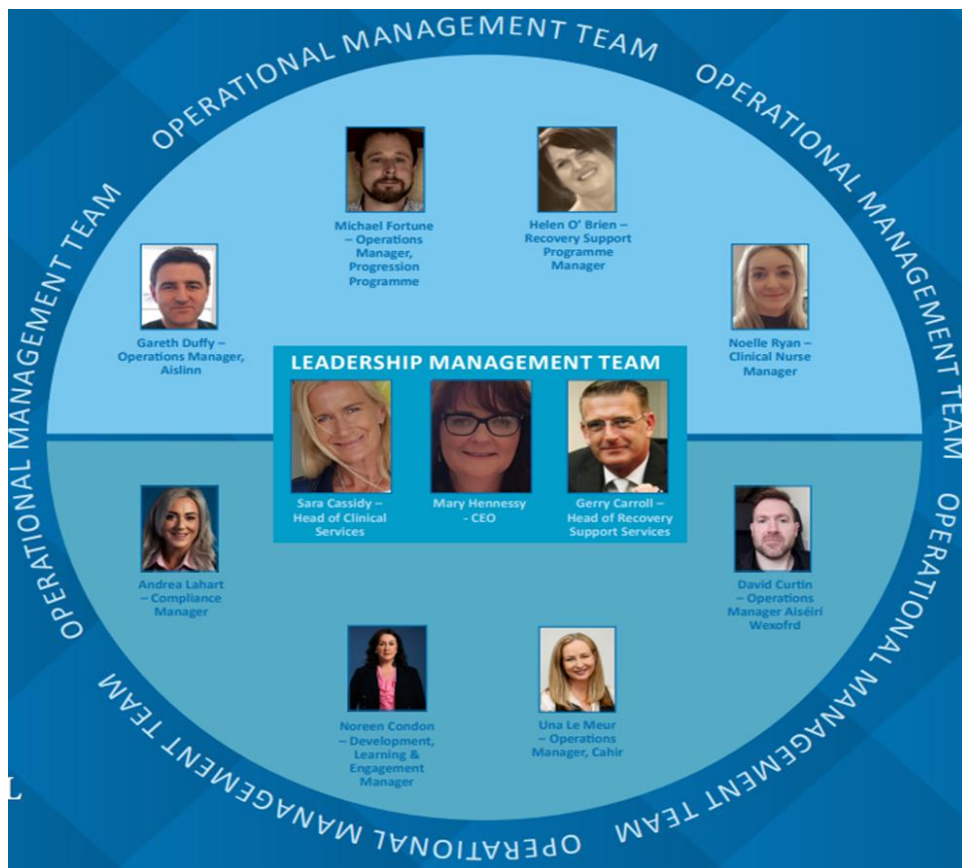 OPERATIONAL MANAGEMENT TEAM
OPERATIONAL MANAGEMENT TEAM
OPERATIONAL MANAGEMENT TEAM
Michael Fortune
– Operations
Manager,
Progression
Programme
Helen O’ Brien –
Recovery Support
Programme
Manager
Gareth Duffy –
Operations Manager,
Aislinn
Noelle Ryan –
Clinical Nurse
Manager
LEADERSHIP MANAGEMENT TEAM
Sara Cassidy –
Head of Clinical
Services
Mary Hennessy
- CEO
Gerry Carroll –
Head of Recovery
Support Services
Andrea Lahart
– Compliance
Manager
David Curtin
– Operations
Manager Aiséirí
Wexofrd
Noreen Condon
– Development,
Learning &
Engagement
Manager
Una Le Meur
– Operations
Manager, Cahir
L
OPERATIONAL MANAGEMENT TEAM
OPERATIONAL MANAGEMENT TEAM